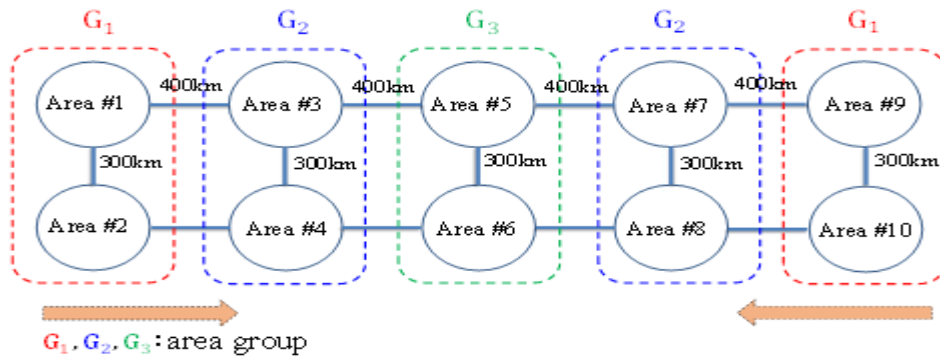 G1 G2 G3 G2 G1
400km 400km 400km 400km
Area #1 Area #3 Area #5 Area #7 Area #9
300km 300km 300km 300km 300km
Area #2 Area #4 Area #6 Area #8 Area #10
G1, G2, G3: area group